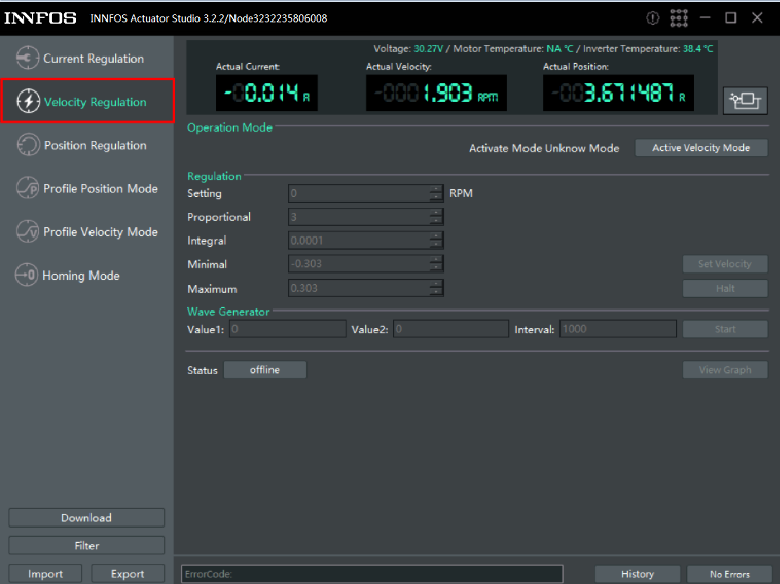 INNFOS INNFOS Actuator Studio 3.2.2/Node3232235806008
Current Regulation
Velocity Regulation
Position Regulation
Profile Position Mode
Profile Velocity Mode
Homing Mode
Download
Filter
Import Export
Voltage: 30.27V / Motor Temperature: NA °C / Inverter Temperature: 38.4 °C
Actual Current: Actual Velocity: Actual Position:
-0.014 A -0001.903 RPM -003.671487 R
Operation Mode
Activate Mode Unknow Mode Active Velocity Mode
Regulation
Setting 0 RPM
Proportional 3
Integral 0.0001
Minimal -0.303 Set Velocity
Maximum 0.303 Halt
Wave Generator
Value1: 0 Value2: 0 Interval: 1000 Start
Status offline View Graph
ErrorCode: History No Errors